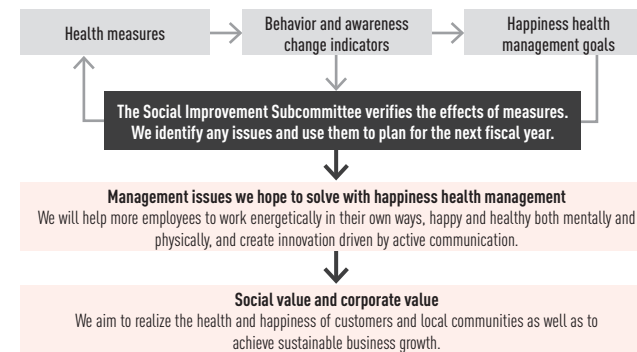 Health measures
Behavior and awareness
change indicators
Happiness health
management goals
The Social Improvement Subcommittee verifies the effects of measures.
We identify any issues and use them to plan for the next fiscal year.
Management issues we hope to solve with happiness health management
We will help more employees to work energetically in their own ways, happy and healthy both mentally and
physically, and create innovation driven by active communication.
Social value and corporate value
We aim to realize the health and happiness of customers and local communities as well as to
achieve sustainable business growth.